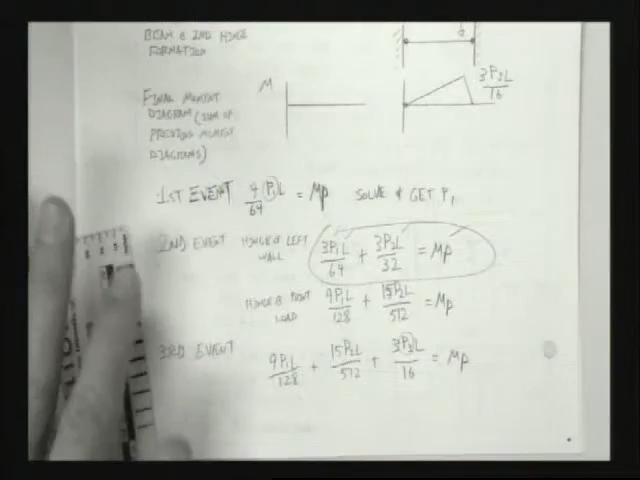 BEAM @ 2ND HINGE
FORMATION
FINAL MOMENT
DIAGRAM (SUM OF
PREVIOUS MOMENT
DIAGRAMS)
M
3P2L
16
1ST EVENT 9P1L/64 = MP SOLVE & GET P1
2ND EVENT HINGE @ LEFT WALL 3P1L/64 + 3P2L/32 = MP
HINGE @ POINT LOAD 9P1L/128 + 15P2L/512 = MP
3RD EVENT 9P1L/128 + 15P2L/512 + 3P3L/16 = MP